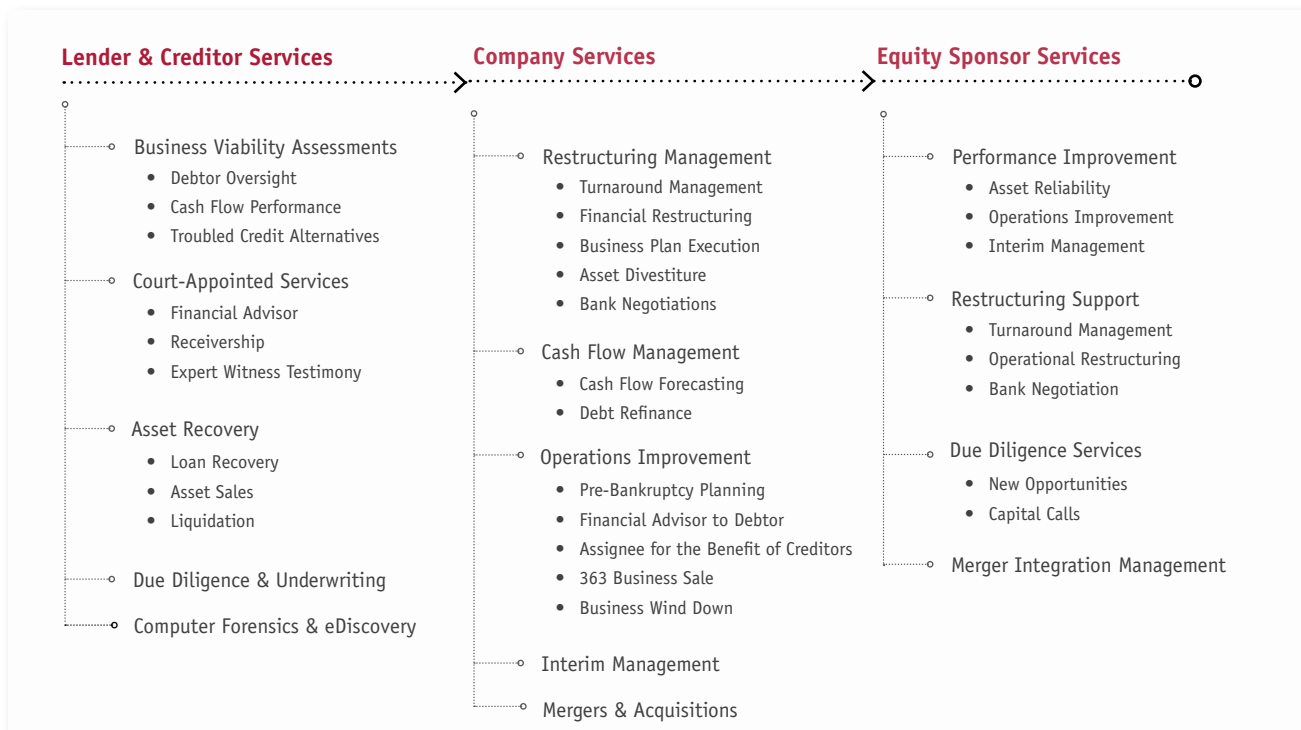 Lender & Creditor Services
Business Viability Assessments
Debtor Oversight
Cash Flow Performance
Troubled Credit Alternatives
Court-Appointed Services
Financial Advisor
Receivership
Expert Witness Testimony
Asset Recovery
Loan Recovery
Asset Sales
Liquidation
Due Diligence & Underwriting
Computer Forensics & eDiscovery
Company Services
Restructuring Management
Turnaround Management
Financial Restructuring
Business Plan Execution
Asset Divestiture
Bank Negotiations
Cash Flow Management
Cash Flow Forecasting
Debt Refinance
Operations Improvement
Pre-Bankruptcy Planning
Financial Advisor to Debtor
Assignee for the Benefit of Creditors
363 Business Sale
Business Wind Down
Interim Management
Mergers & Acquisitions
Equity Sponsor Services
Performance Improvement
Asset Reliability
Operations Improvement
Interim Management
Restructuring Support
Turnaround Management
Operational Restructuring
Bank Negotiation
Due Diligence Services
New Opportunities
Capital Calls
Merger Integration Management